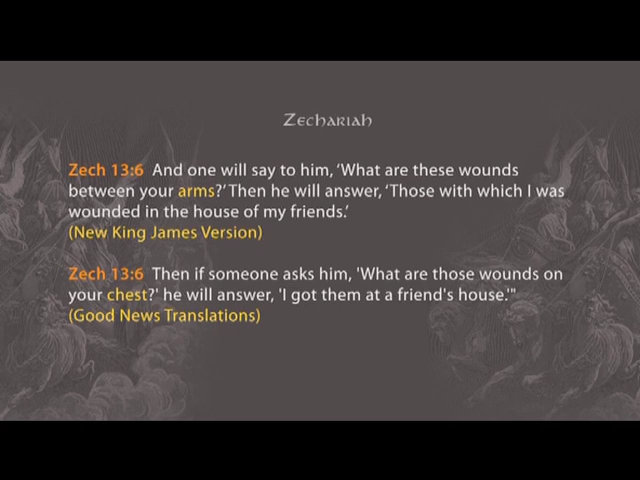 Zechariah
Zech 13:6 And one will say to him, ‘What are these wounds
between your arms?’ Then he will answer, ‘Those with which I was
wounded in the house of my friends.’
(New King James Version)
Zech 13:6 Then if someone asks him, 'What are those wounds on
your chest?' he will answer, 'I got them at a friend's house.'"
(Good News Translations)